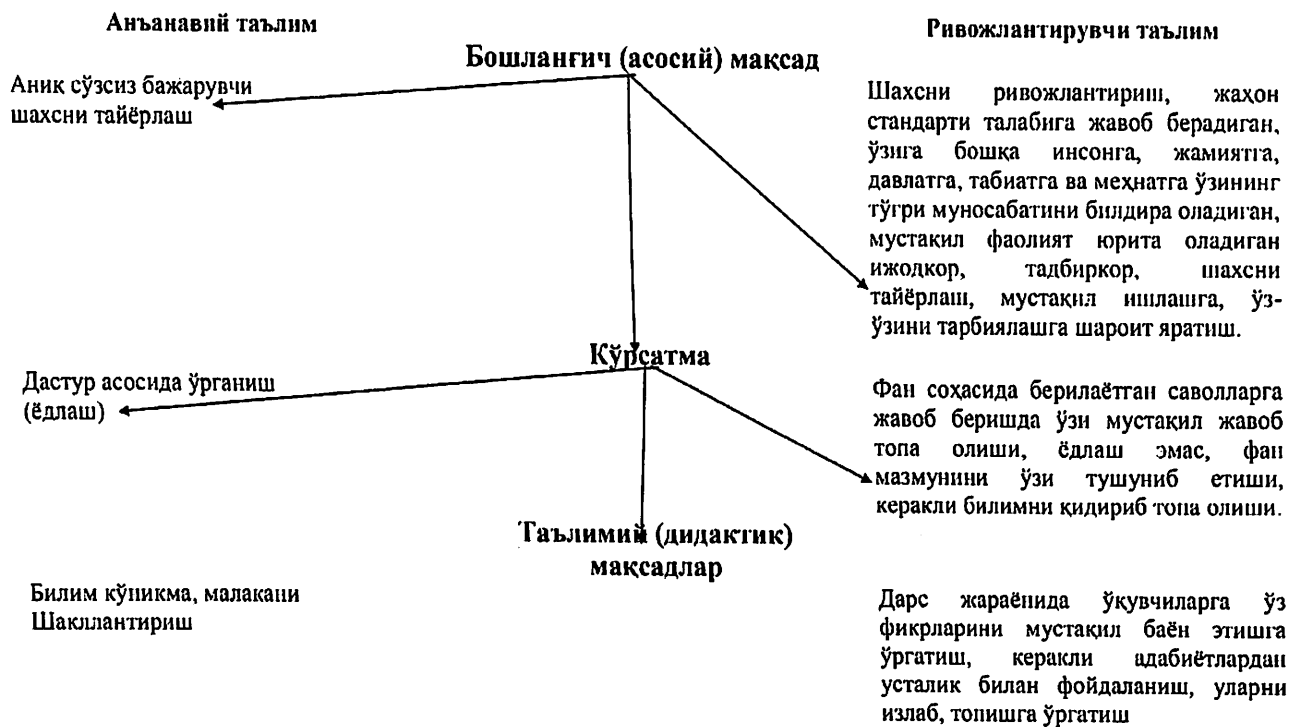 Анъанавий таълим
Ривожлантирувчи таълим
Бошланғич (асосий) мақсад
Аниқ сўзсиз бажарувчи
шахсни тайёрлаш
Шахсни ривожлантириш, жаҳон
стандарти талабига жавоб берадиган,
ўзига бошқа инсонга, жамиятга,
давлатга, табиатга ва меҳнатга ўзининг
тўғри муносабатини билдира оладиган,
мустақил фаолият юрита оладиган
ижодкор, тадбиркор, шахсни
тайёрлаш, мустақил ишлашга, ўз-
ўзини тарбиялашга шароит яратиш.
Кўрсатма
Дастур асосида ўрганиш
(ёдлаш)
Фан соҳасида берилаётган саволларга
жавоб беришда ўзи мустақил жавоб
топа олиши, ёдлаш эмас, фан
мазмунини ўзи тушуниб етиши,
керакли билимни қидириб топа олиши.
Таълимий (дидактик)
мақсадлар
Билим кўникма, малакани
Шакллантириш
Дарс жараёнида ўқувчиларга ўз
фикрларини мустақил баён этишга
ўргатиш, керакли адабиётлардан
усталик билан фойдаланиш, уларни
излаб, топишга ўргатиш